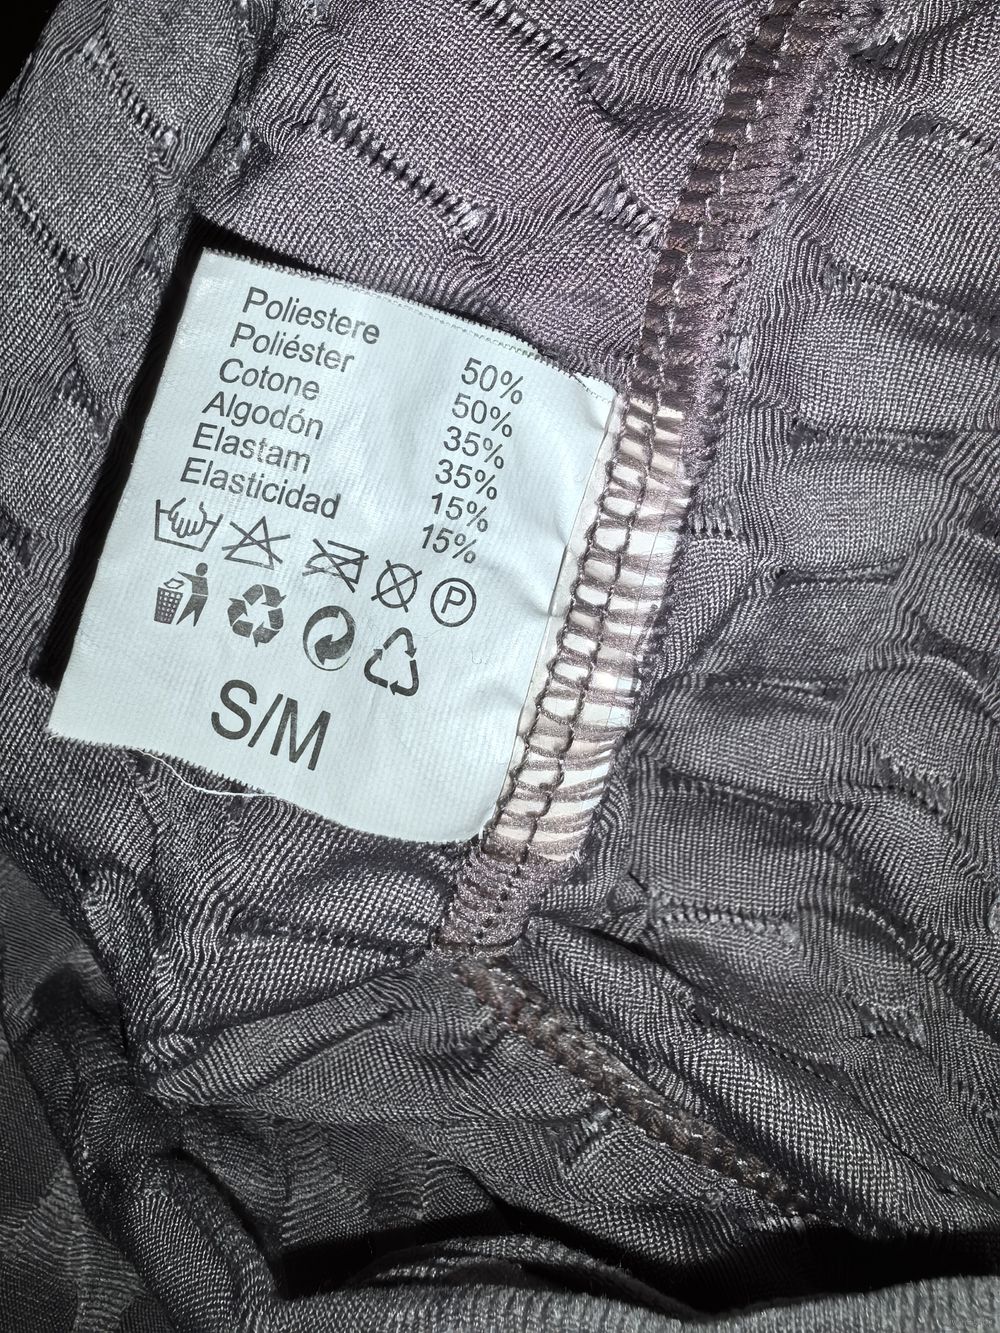 Poliestere 50%
Poliéster 50%
Cotone 35%
Algodón 35%
Elastam 15%
Elasticidad 15%
P
S/M